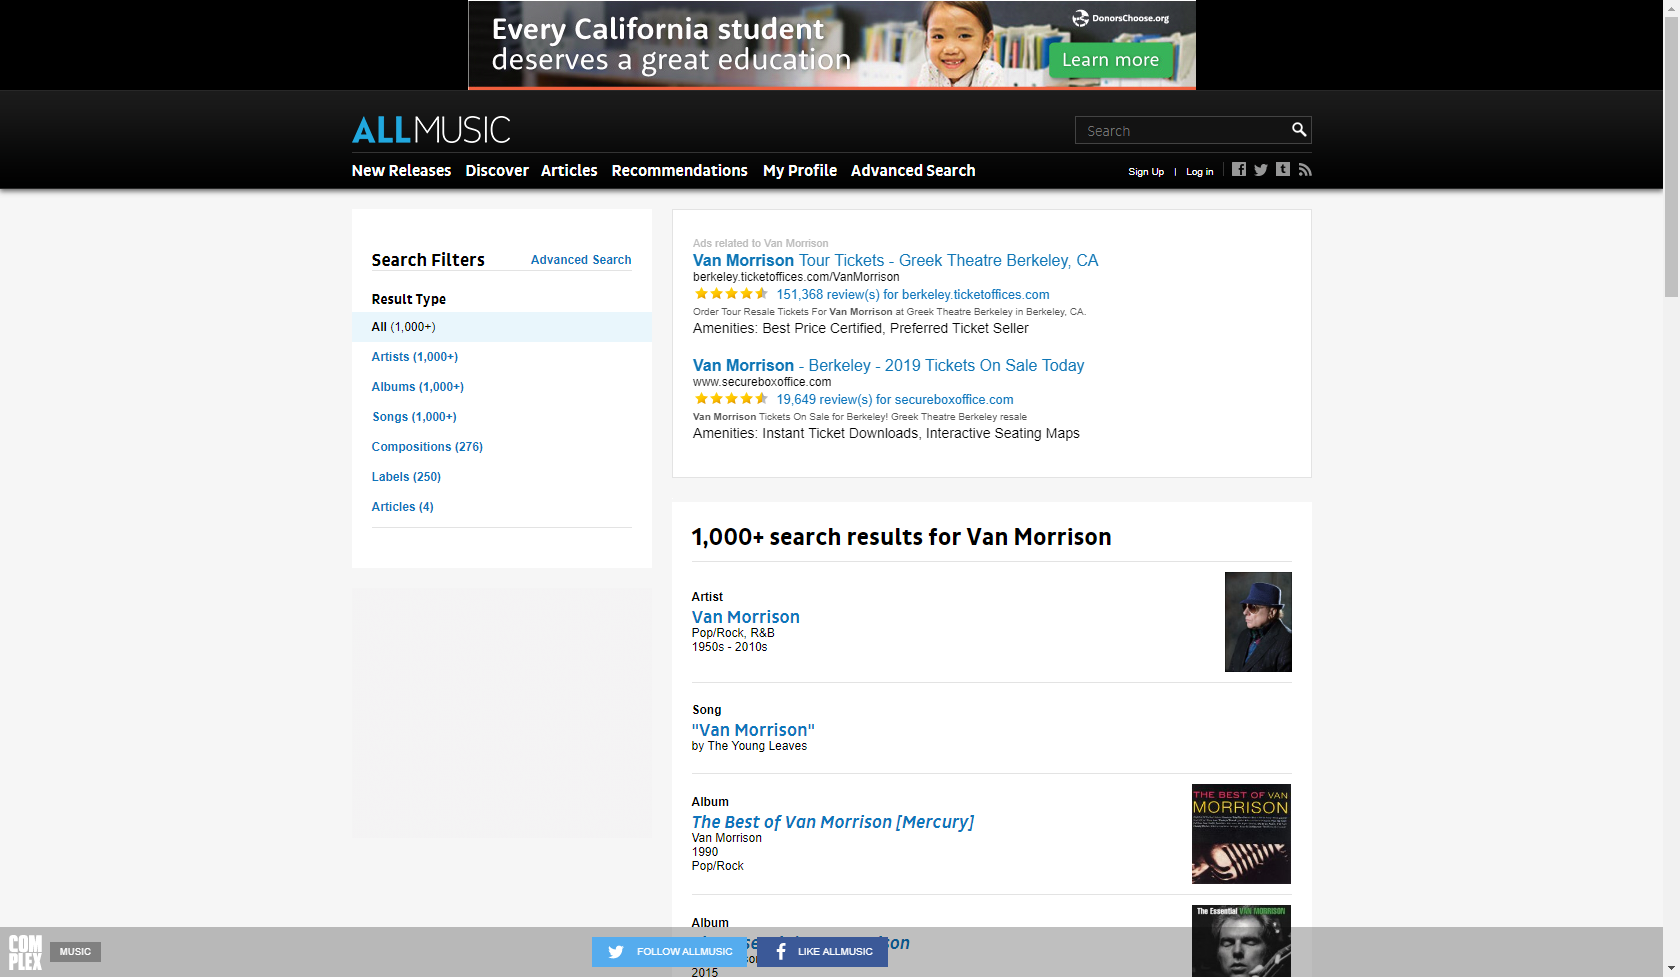 Every California student
deserves a great education
DonorsChoose.org
Learn more
ALLMUSIC
Search
New Releases Discover Articles Recommendations My Profile Advanced Search
Sign Up | Log in
Search Filters Advanced Search
Result Type
All (1,000+)
Artists (1,000+)
Albums (1,000+)
Songs (1,000+)
Compositions (276)
Labels (250)
Articles (4)
Ads related to Van Morrison
Van Morrison Tour Tickets - Greek Theatre Berkeley, CA
berkeley.ticketoffices.com/VanMorrison
151,368 review(s) for berkeley.ticketoffices.com
Order Tour Resale Tickets For Van Morrison at Greek Theatre Berkeley in Berkeley, CA.
Amenities: Best Price Certified, Preferred Ticket Seller
Van Morrison - Berkeley - 2019 Tickets On Sale Today
www.secureboxoffice.com
19,649 review(s) for secureboxoffice.com
Van Morrison Tickets On Sale for Berkeley! Greek Theatre Berkeley resale
Amenities: Instant Ticket Downloads, Interactive Seating Maps
1,000+ search results for Van Morrison
Artist
Van Morrison
Pop/Rock, R&B
1950s - 2010s
Song
"Van Morrison"
by The Young Leaves
Album
The Best of Van Morrison [Mercury]
Van Morrison
1990
Pop/Rock
THE BEST OF VAN
MORRISON
Album
2015
The Essential VAN MORRISON
COMPLEX
MUSIC
FOLLOW ALLMUSIC
LIKE ALLMUSIC